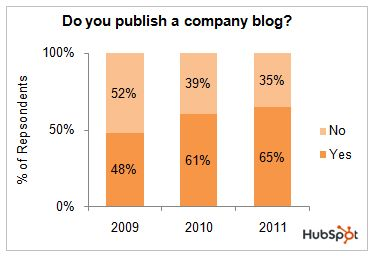 Do you publish a company blog?
% of Repsondents
100%
50%
0%
52%
39%
35%
48%
61%
65%
No
Yes
2009
2010
2011
HubSpot